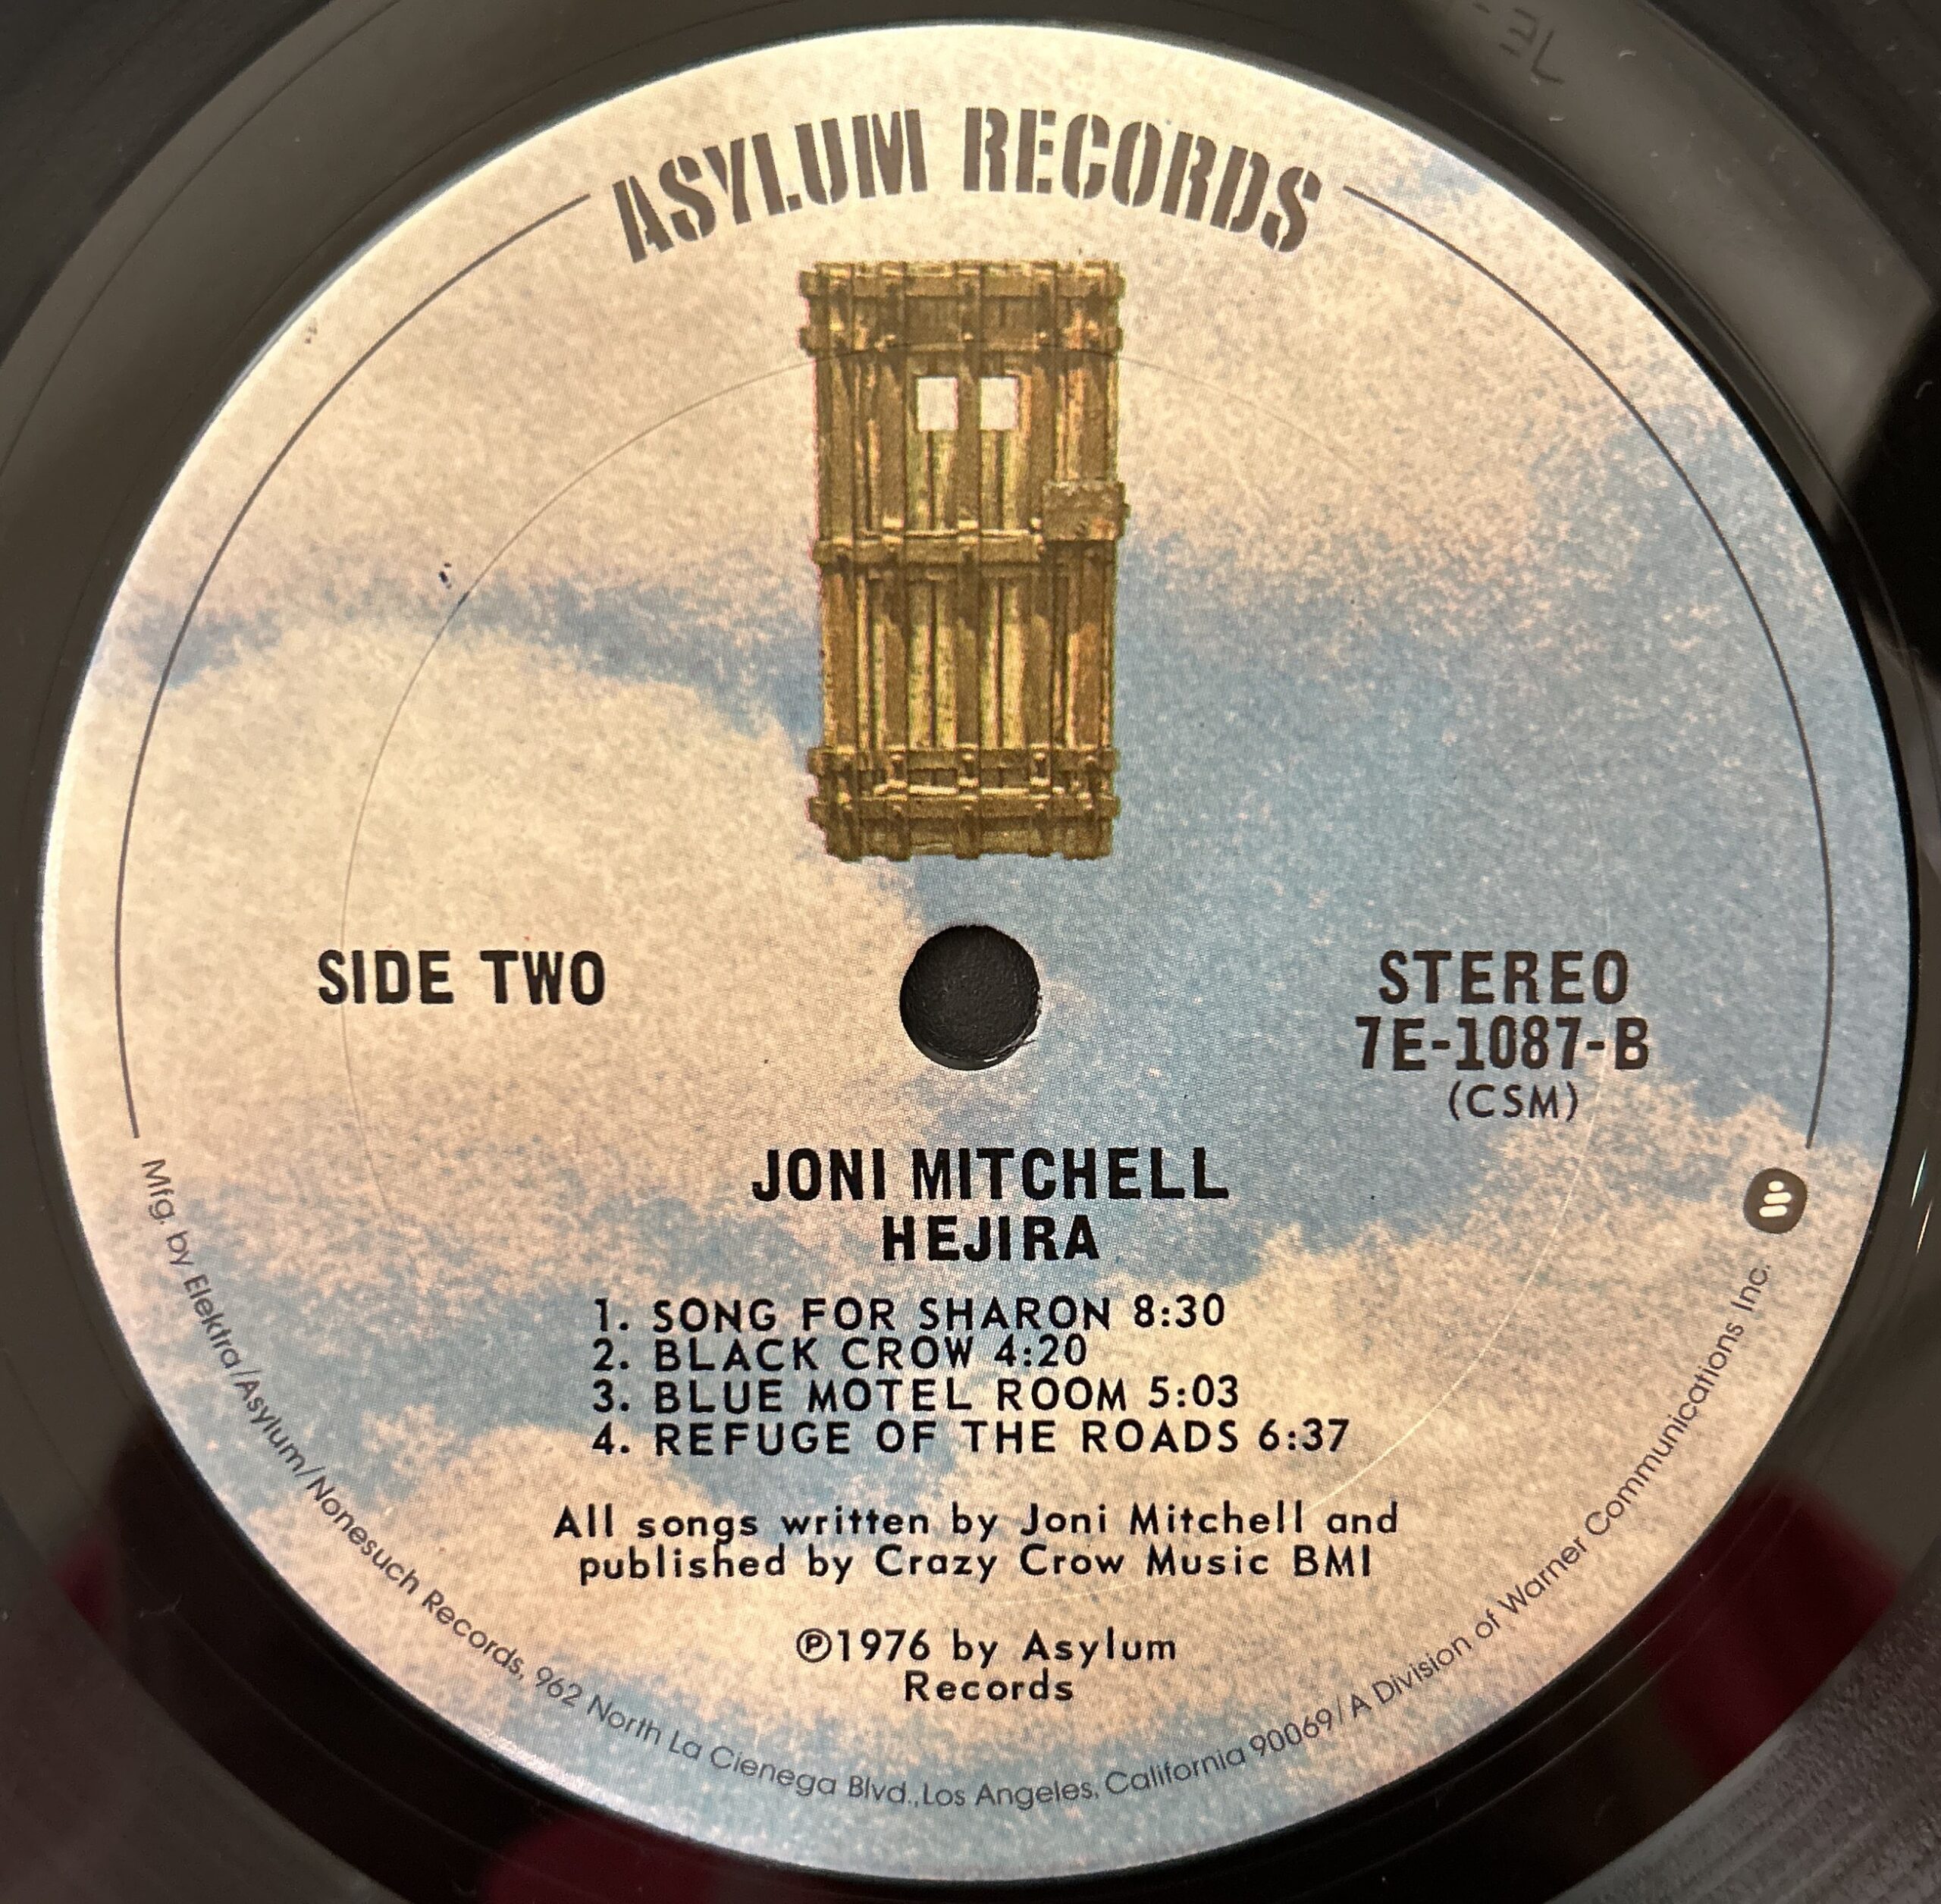 ASYLUM RECORDS
SIDE TWO
STEREO
7E-1087-B
(CSM)
JONI MITCHELL
HEJIRA
1. SONG FOR SHARON 8:30
2. BLACK CROW 4:20
3. BLUE MOTEL ROOM 5:03
4. REFUGE OF THE ROADS 6:37
All songs written by Joni Mitchell and
published by Crazy Crow Music BMI
℗1976 by Asylum
Records
Mfg. by Elektra/Asylum/Nonesuch Records, 962 North La Cienega Blvd., Los Angeles, California 90069/A Division of Warner Communications Inc.